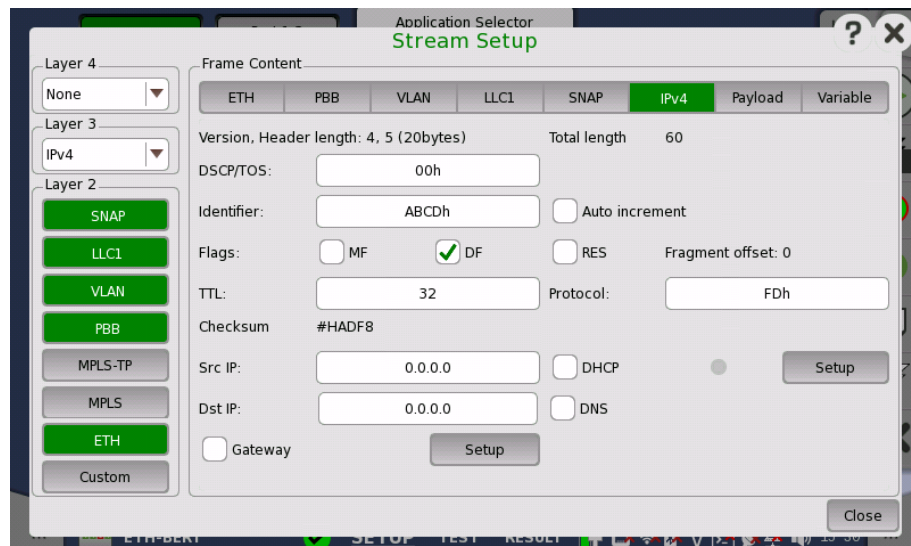 Application Selector
Stream Setup
?
Layer 4
None
Layer 3
IPv4
Layer 2
SNAP
LLC1
VLAN
PBB
MPLS-TP
MPLS
ETH
Custom
Frame Content
ETH PBB VLAN LLC1 SNAP IPv4 Payload Variable
Version, Header length: 4, 5 (20bytes) Total length 60
DSCP/TOS: 00h
Identifier: ABCDh Auto increment
Flags: MF DF RES Fragment offset: 0
TTL: 32 Protocol: FDh
Checksum #HADF8
Src IP: 0.0.0.0 DHCP Setup
Dst IP: 0.0.0.0 DNS
Gateway Setup
Close
ETH-BERT SETUP TEST RESULT